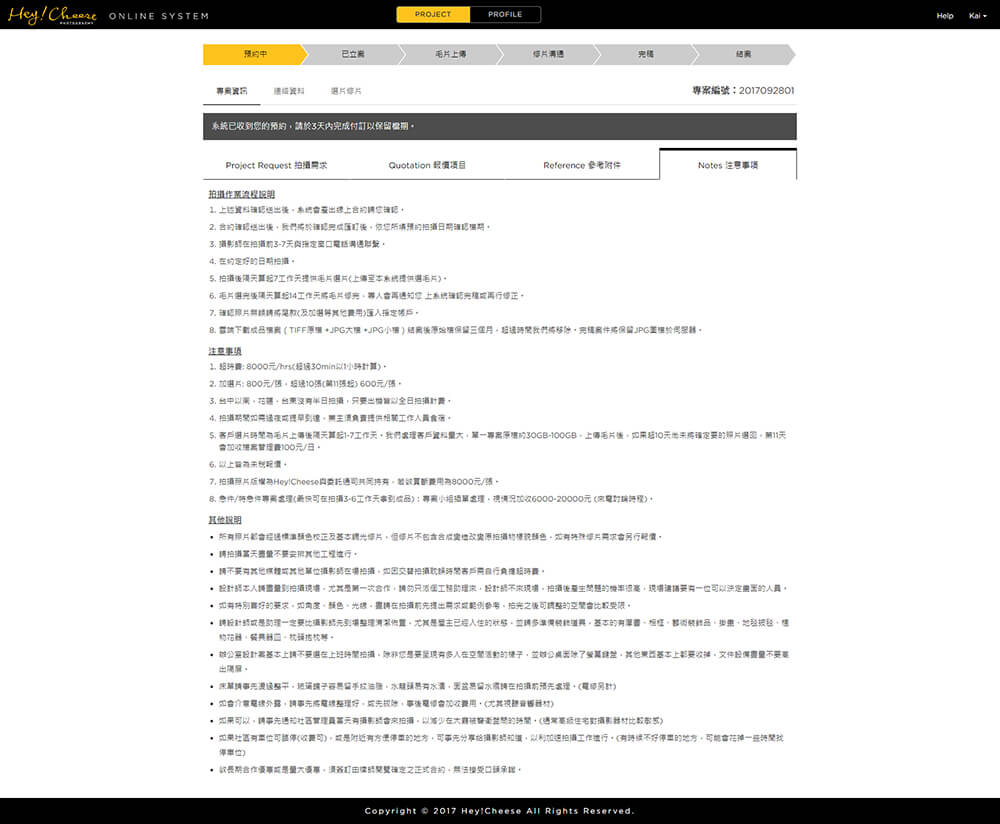 Hey! Cheese
PHOTOGRAPHY
ONLINE SYSTEM
PROJECT
PROFILE
Help
Kai
預約中
已立案
毛片上傳
修片溝通
完稿
結案
專案資訊
連絡資料
選片修片
專案編號：2017092801
系統已收到您的預約，請於3天內完成付訂以保留檔期。
Project Request 拍攝需求
Quotation 報價項目
Reference 參考附件
Notes 注意事項
拍攝作業流程說明
1. 上述資料確認送出後，系統會產出線上合約請您確認。
2. 合約確認送出後，我們將於確認完成匯訂後，依您所填預約拍攝日期確認檔期。
3. 攝影師在拍攝前3-7天與指定窗口電話溝通聯繫。
4. 在約定好的日期拍攝。
5. 拍攝後隔天算起7工作天提供毛片選片(上傳至本系統提供選毛片)。
6. 毛片選完後隔天算起14工作天將毛片修完，專人會再通知您 上系統確認完稿或再行修正。
7. 確認照片無誤請將尾款(及加選等其他費用)匯入指定帳戶。
8. 雲端下載成品檔案 ( TIFF原檔 +JPG大檔 +JPG小檔 ) 結案後原始檔保留三個月，超過時間我們將移除。完稿案件將保留JPG圖檔於伺服器。
注意事項
1. 超時費: 8000元/hrs(超過30min以1小時計算)。
2. 加選片: 800元/張，超過10張(第11張起) 600元/張。
3. 台中以南，花蓮，台東沒有半日拍攝，只要出機皆以全日拍攝計費。
4. 拍攝期間如需過夜或提早到達，業主須負責提供相關工作人員食宿。
5. 客戶選片時間為毛片上傳後隔天算起1-7工作天。我們處理客戶資料量大，單一專案原檔約30GB-100GB，上傳毛片後，如果超10天尚未將確定要的照片選回，第11天
會加收檔案管理費100元/日。
6. 以上皆為未稅報價。
7. 拍攝照片版權為Hey!Cheese與委託通司共同持有，若欲買斷費用為8000元/張。
8. 急件/特急件專案處理(最快可在拍攝3-6工作天拿到成品)：專案小組插單處理，視情況加收6000-20000元 (來電討論時程)。
其他說明
所有照片都會經過標準顏色校正及基本調光修片，但修片不包含合成變造改變原拍攝物樣貌顏色，如有特殊修片需求會另行報價。
請拍攝當天盡量不要安排其他工程進行。
請不要有其他媒體或其他單位攝影師在場拍攝，如因交替拍攝耽誤時間客戶需自行負擔超時費。
設計師本人請盡量到拍攝現場，尤其是第一次合作，請勿只派個工務助理來，設計師不來現場，拍攝後產生問題的機率很高，現場建議要有一位可以決定畫面的人員。
如有特別喜好的要求，如角度、顏色、光線，盡請在拍攝前先提出需求或範例參考，拍完之後可調整的空間會比較受限。
請設計師或是助理一定要比攝影師先到場整理清潔佈置，尤其是屋主已經入住的狀態，並請多準備裝飾道具，基本的有單書、相框、藝術裝飾品、掛畫、地毯披毯、植
物花器、餐具器皿、枕頭抱枕等。
辦公室設計案基本上請不要選在上班時間拍攝，除非您是要呈現有多人在空間活動的樣子，並辦公桌面除了螢幕鍵盤，其他東西基本上都要收掉，文件設備盡量不要亮
出隔屏。
床單請事先燙過整平，玻璃鏡子容易留手紋油脂，水龍頭易有水漬，面盆易留水痕請在拍攝前預先處理。(電修另計)
如會介意電線外露，請事先將電線整理好，或先拔除，事後電修會加收費用。(尤其視聽音響器材)
如果可以，請事先通知社區管理員當天有攝影師會來拍攝，以減少在大廳被警衛登問的時間。(通常高級住宅對攝影器材比較敏感)
如果社區有車位可該停(收費可)，或是附近有方便停車的地方，可事先分享給攝影師知道，以利加速拍攝工作進行。(有時候不好停車的地方，可能會花掉一些時間找
停車位)
欲長期合作優惠或是量大優惠，須簽訂由律師閱覽確定之正式合約，無法接受口頭承諾。
Copyright © 2017 Hey!Cheese All Rights Reserved.